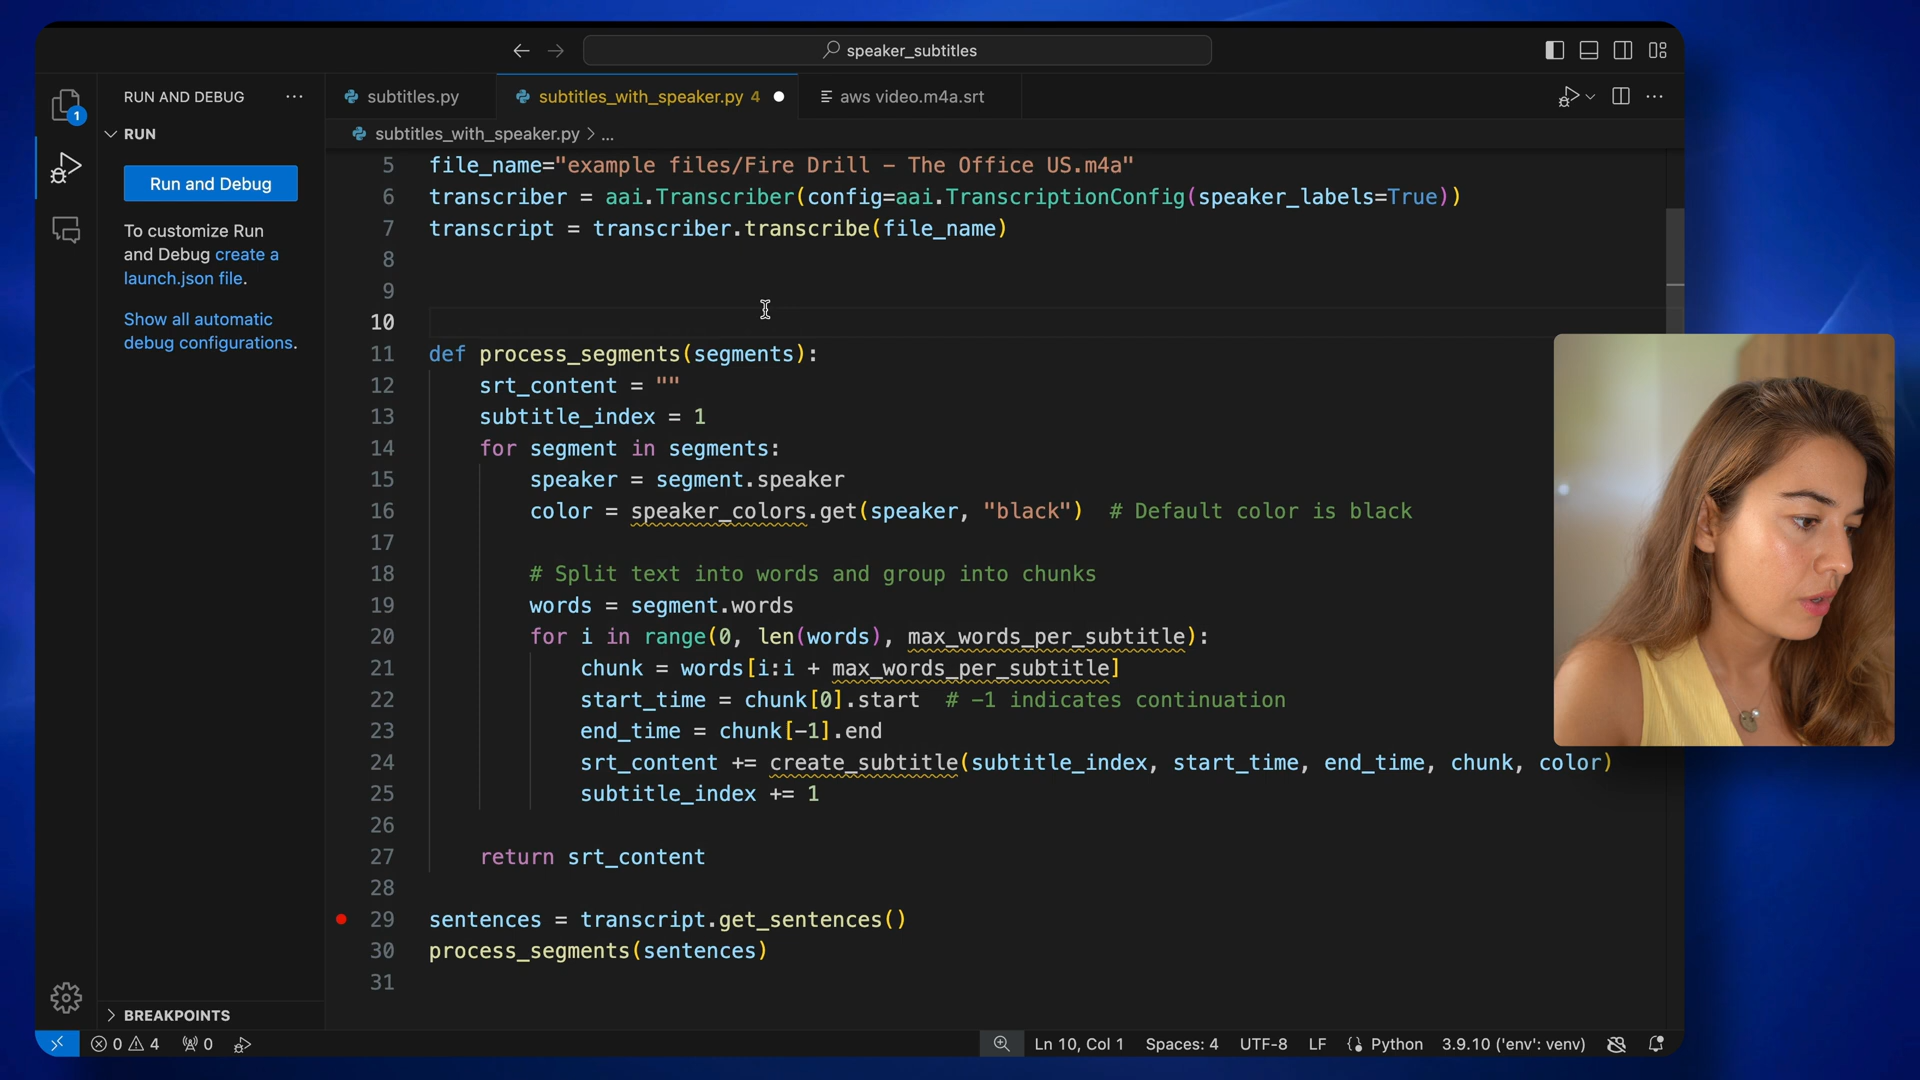 speaker_subtitles
RUN AND DEBUG ...
subtitles.py
subtitles_with_speaker.py 4
aws video.m4a.srt
RUN
subtitles_with_speaker.py > ...
Run and Debug
To customize Run
and Debug create a
launch.json file.
Show all automatic
debug configurations.
5 file_name="example files/Fire Drill – The Office US.m4a"
6 transcriber = aai.Transcriber(config=aai.TranscriptionConfig(speaker_labels=True))
7 transcript = transcriber.transcribe(file_name)
8
9
10
11 def process_segments(segments):
12 srt_content = ""
13 subtitle_index = 1
14 for segment in segments:
15 speaker = segment.speaker
16 color = speaker_colors.get(speaker, "black")  # Default color is black
17
18 # Split text into words and group into chunks
19 words = segment.words
20 for i in range(0, len(words), max_words_per_subtitle):
21 chunk = words[i:i + max_words_per_subtitle]
22 start_time = chunk[0].start  # -1 indicates continuation
23 end_time = chunk[-1].end
24 srt_content += create_subtitle(subtitle_index, start_time, end_time, chunk, color)
25 subtitle_index += 1
26
27 return srt_content
28
29 sentences = transcript.get_sentences()
30 process_segments(sentences)
31
BREAKPOINTS
1
0 4 0
Ln 10, Col 1 Spaces: 4 UTF-8 LF Python 3.9.10 ('env': venv)